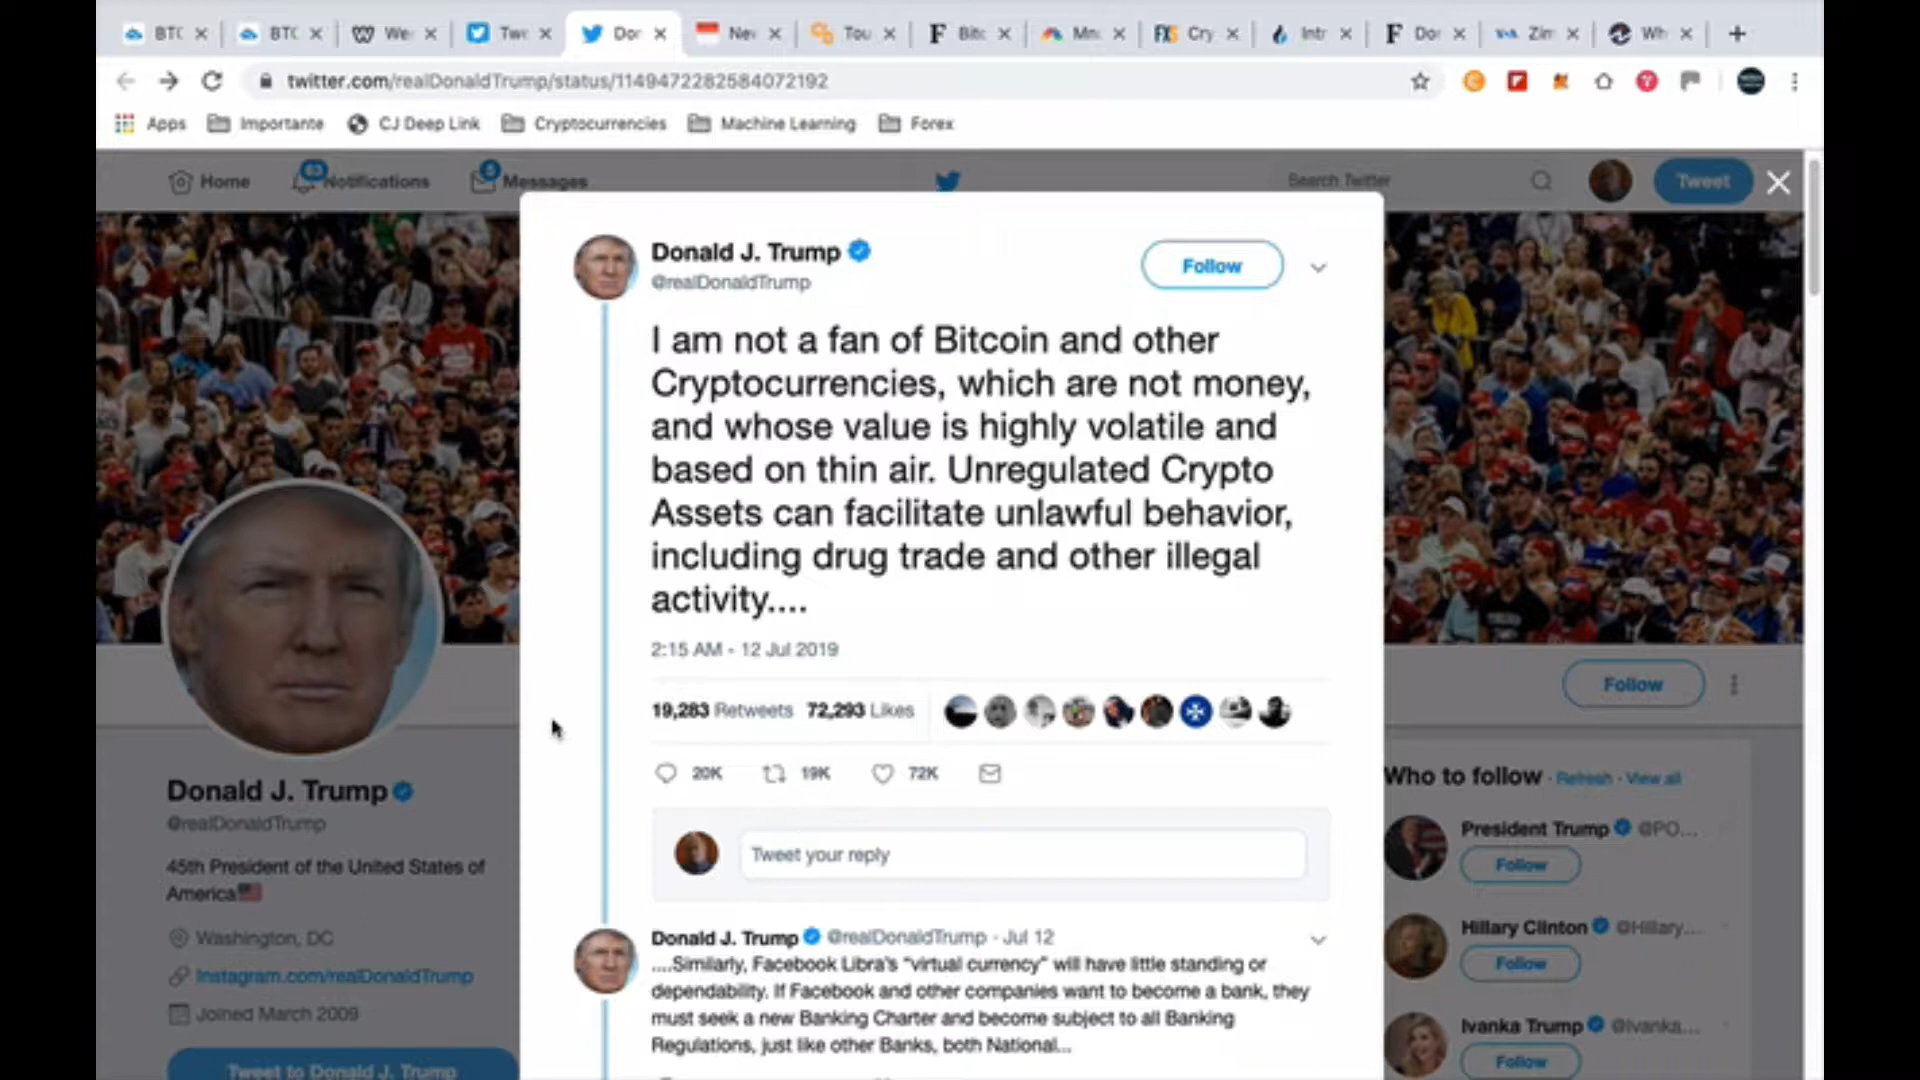 BTC
BTC
We
Twe
Don
Nev
Tou
Bitc
Cry
Intr
Don
Zim
Wh
twitter.com/realDonaldTrump/status/1149472282584072192
Apps
Importante
CJ Deep Link
Cryptocurrencies
Machine Learning
Forex
Home
Notifications
Messages
Search Twitter
Tweet
Donald J. Trump
@realDonaldTrump
Follow
I am not a fan of Bitcoin and other
Cryptocurrencies, which are not money,
and whose value is highly volatile and
based on thin air. Unregulated Crypto
Assets can facilitate unlawful behavior,
including drug trade and other illegal
activity....
2:15 AM - 12 Jul 2019
19,283 Retweets 72,293 Likes
20K 19K 72K
Tweet your reply
Donald J. Trump @realDonaldTrump · Jul 12
....Similarly, Facebook Libra's "virtual currency" will have little standing or
dependability. If Facebook and other companies want to become a bank, they
must seek a new Banking Charter and become subject to all Banking
Regulations, just like other Banks, both National...
Donald J. Trump
@realDonaldTrump
45th President of the United States of
America
Washington, DC
Instagram.com/realDonaldTrump
Joined March 2009
Tweet to Donald J. Trump
Follow
Who to follow · Refresh · View all
President Trump @PO...
Follow
Hillary Clinton @Hillary...
Follow
Ivanka Trump @Ivanka...
Follow